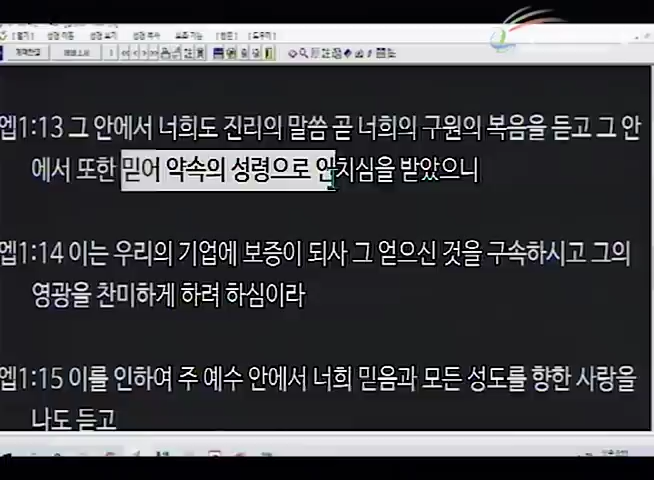 엡1:13 그 안에서 너희도 진리의 말씀 곧 너희의 구원의 복음을 듣고 그 안
에서 또한 믿어 약속의 성령으로 인치심을 받았으니
엡1:14 이는 우리의 기업에 보증이 되사 그 얻으신 것을 구속하시고 그의
영광을 찬미하게 하려 하심이라
엡1:15 이를 인하여 주 예수 안에서 너희 믿음과 모든 성도를 향한 사랑을
나도 듣고